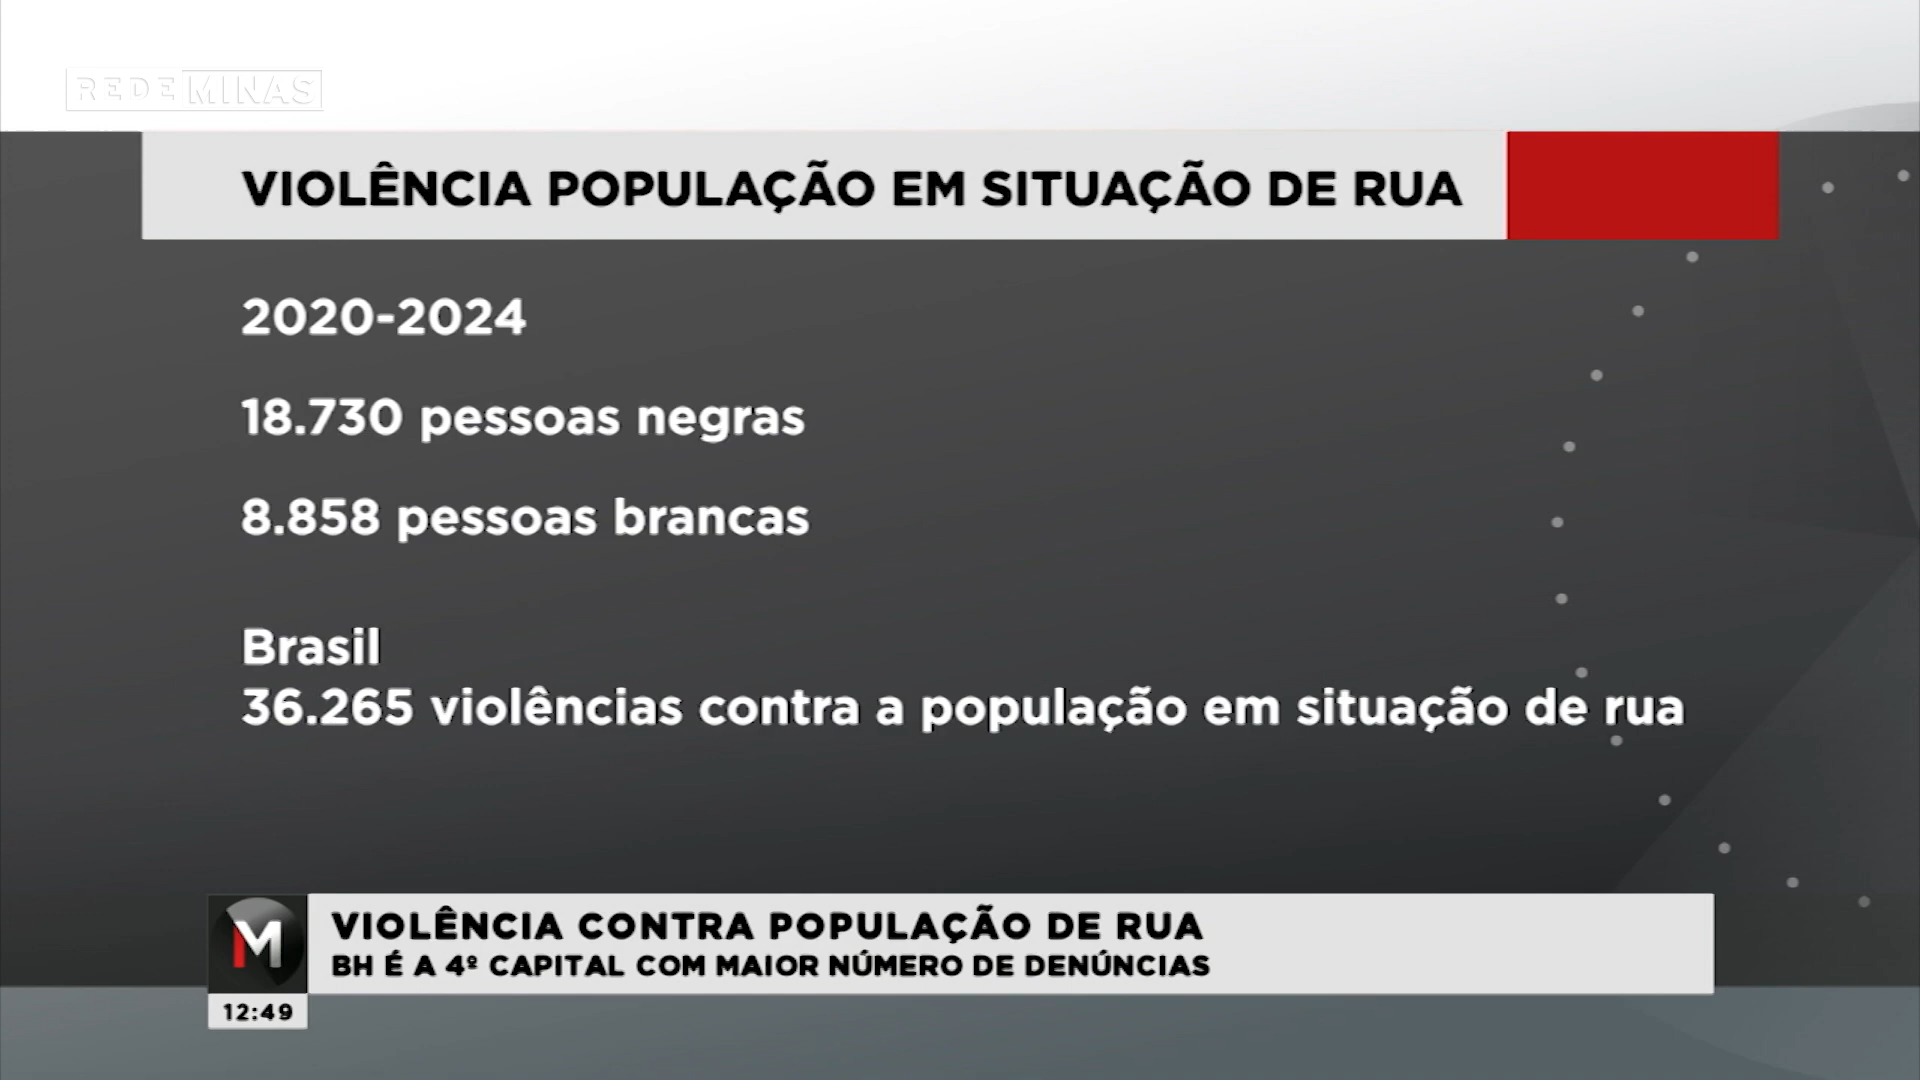 REDE MINAS
VIOLÊNCIA POPULAÇÃO EM SITUAÇÃO DE RUA
2020-2024
18.730 pessoas negras
8.858 pessoas brancas
Brasil
36.265 violências contra a população em situação de rua
M
VIOLÊNCIA CONTRA POPULAÇÃO DE RUA
BH É A 4º CAPITAL COM MAIOR NÚMERO DE DENÚNCIAS
12:49